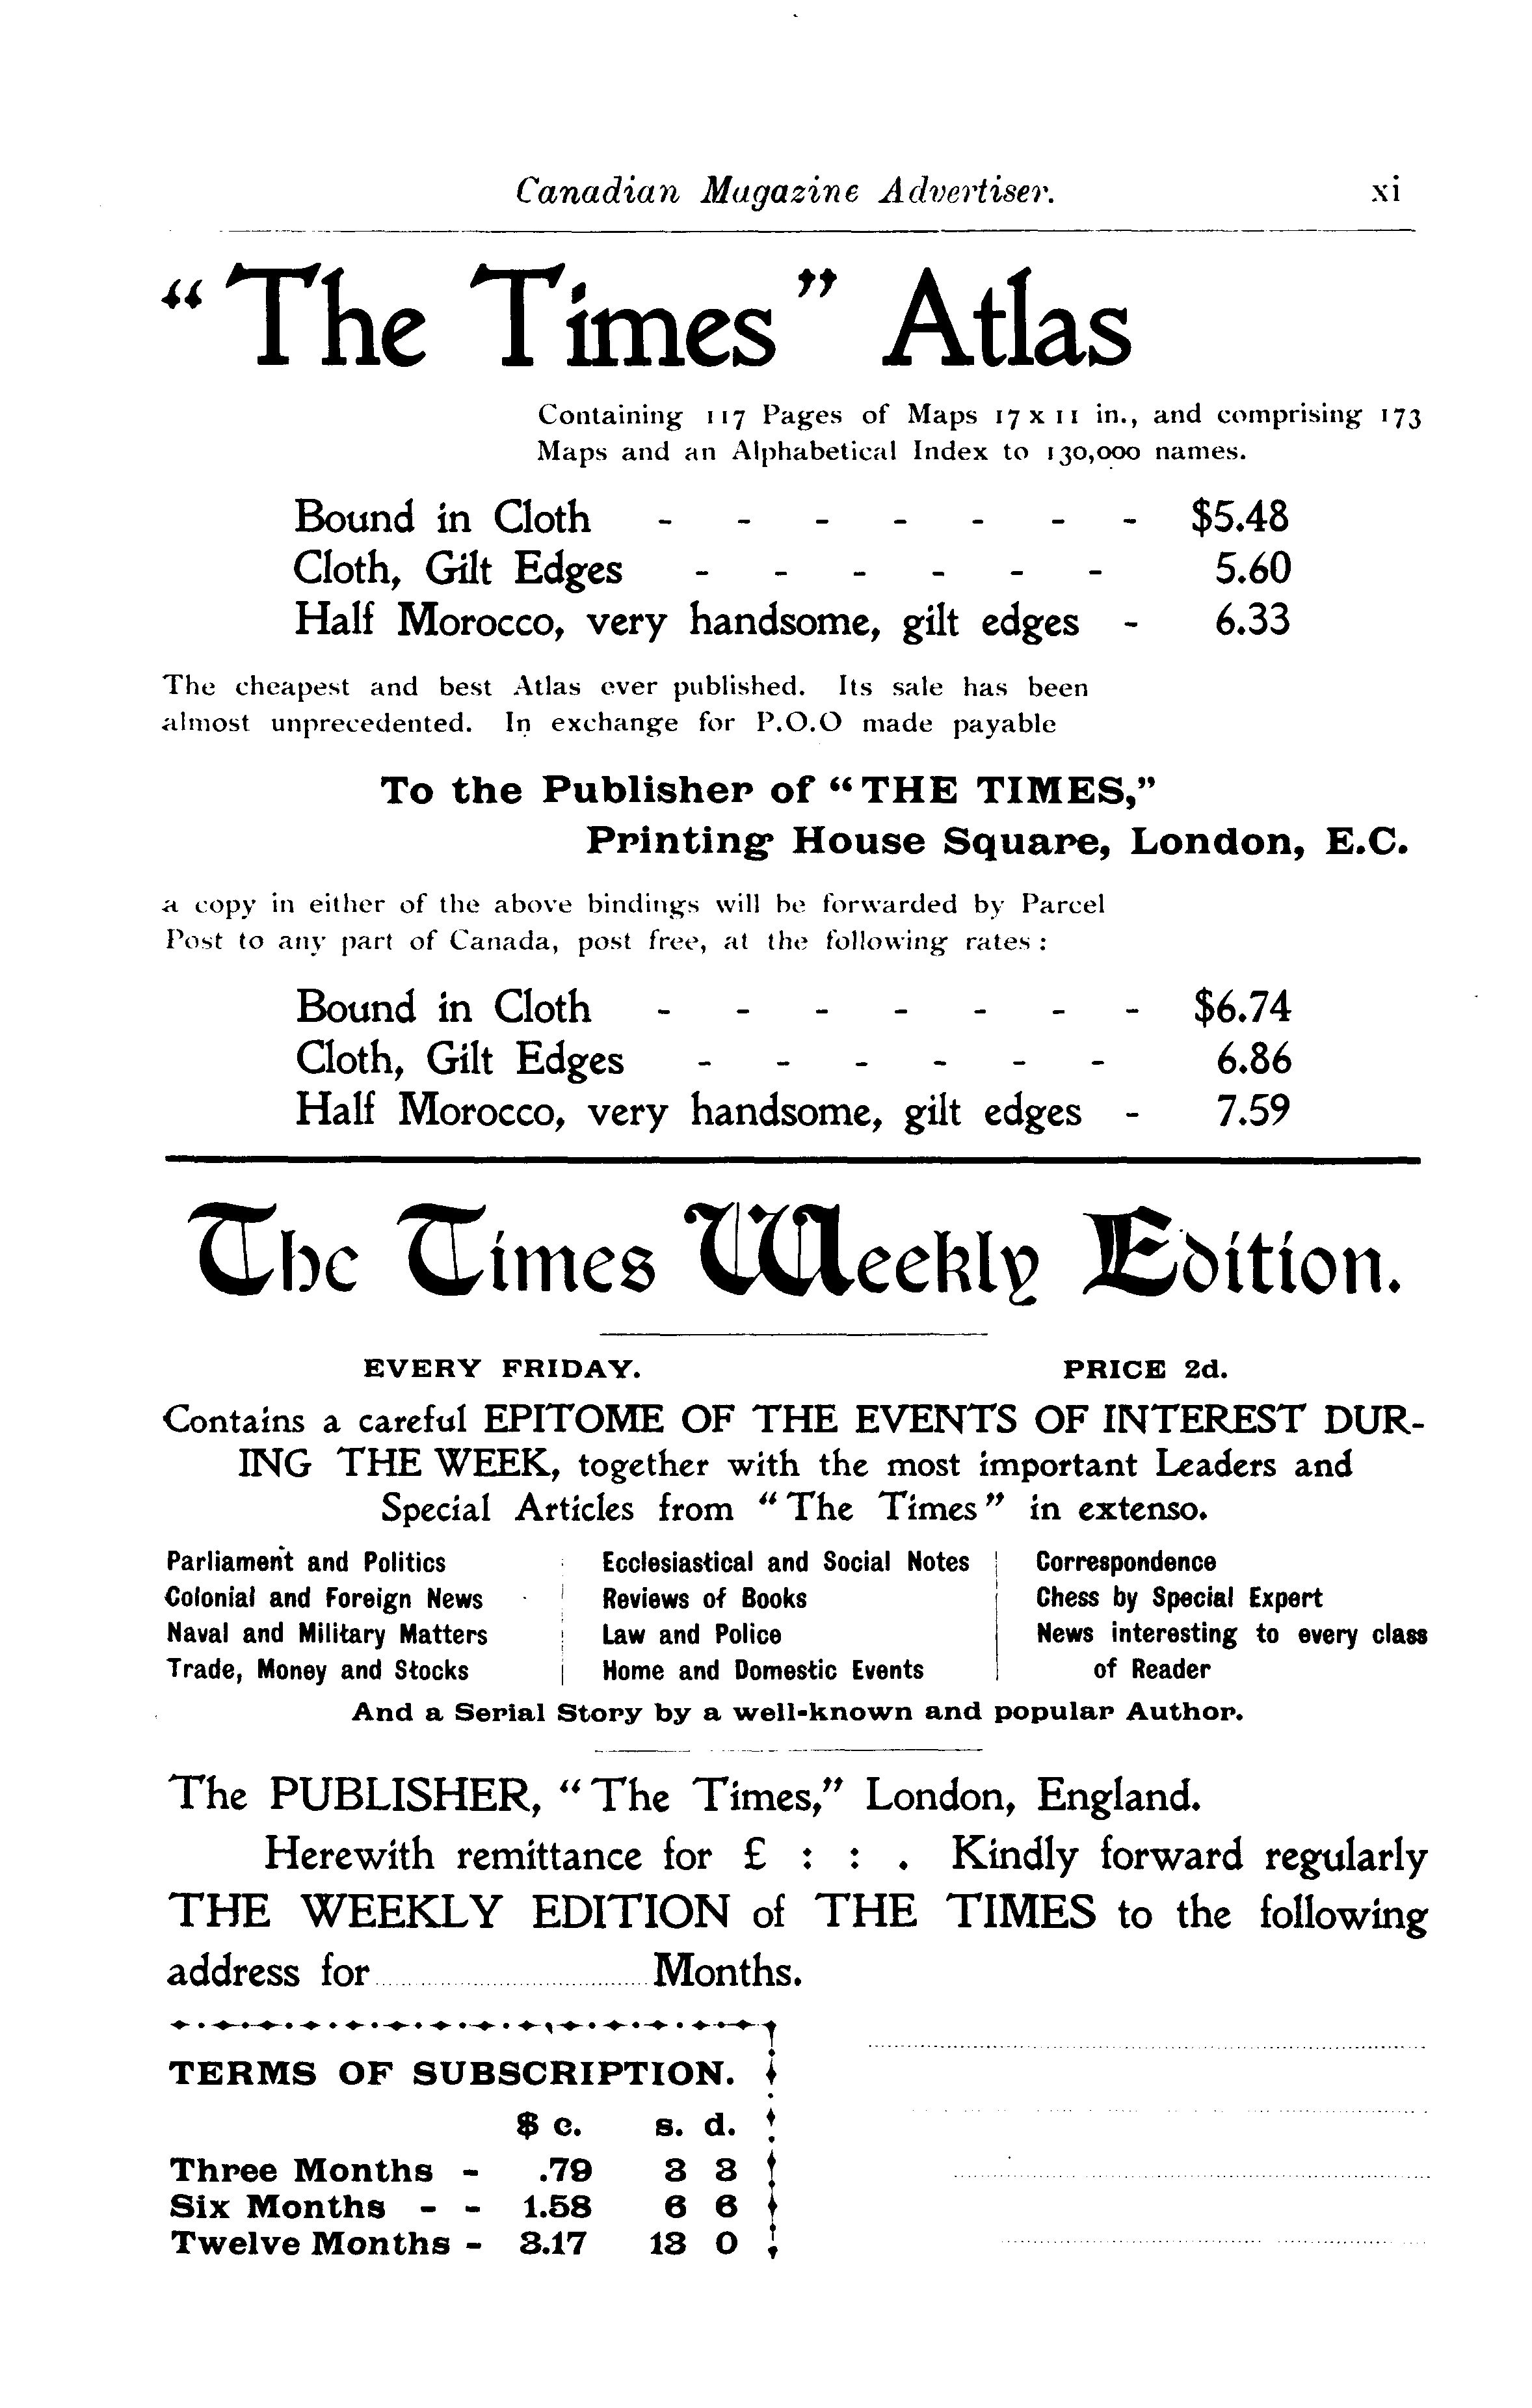 Canadian Magazine Advertiser. xi
"The Times" Atlas
Containing 117 Pages of Maps 17 x 11 in., and comprising 173
Maps and an Alphabetical Index to 130,000 names.
Bound in Cloth - - - - - - - $5.48
Cloth, Gilt Edges - - - - - - 5.60
Half Morocco, very handsome, gilt edges - 6.33
The cheapest and best Atlas ever published. Its sale has been
almost unprecedented. In exchange for P.O.O made payable
To the Publisher of "THE TIMES,"
Printing House Square, London, E.C.
a copy in either of the above bindings will be forwarded by Parcel
Post to any part of Canada, post free, at the following rates:
Bound in Cloth - - - - - - - $6.74
Cloth, Gilt Edges - - - - - - 6.86
Half Morocco, very handsome, gilt edges - 7.59
The Times Weekly Edition.
EVERY FRIDAY. PRICE 2d.
Contains a careful EPITOME OF THE EVENTS OF INTEREST DUR-
ING THE WEEK, together with the most important Leaders and
Special Articles from "The Times" in extenso.
Parliament and Politics
Colonial and Foreign News
Naval and Military Matters
Trade, Money and Stocks
Ecclesiastical and Social Notes
Reviews of Books
Law and Police
Home and Domestic Events
Correspondence
Chess by Special Expert
News interesting to every class
of Reader
And a Serial Story by a well-known and popular Author.
The PUBLISHER, "The Times," London, England.
Herewith remittance for £ : : . Kindly forward regularly
THE WEEKLY EDITION of THE TIMES to the following
address for Months.
TERMS OF SUBSCRIPTION.
$ c. s. d.
Three Months - .79 3 3
Six Months - - 1.58 6 6
Twelve Months - 3.17 13 0